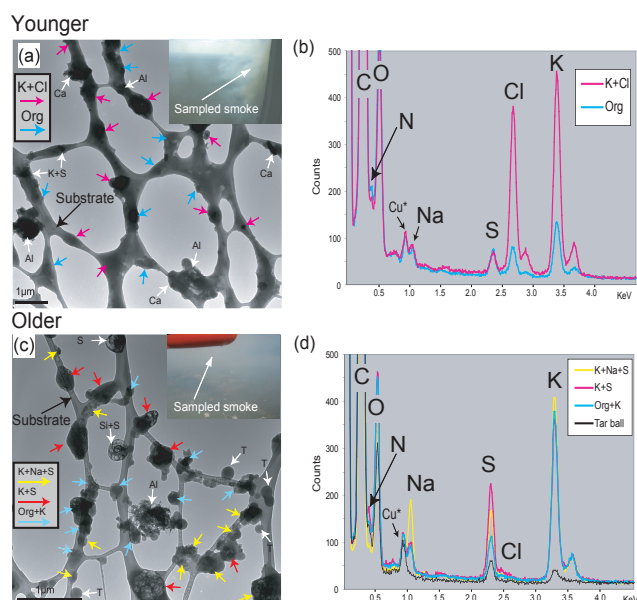 Younger
(a)
K+Cl
Org
Ca
Al
Sampled smoke
K+S
Substrate
Ca
Al
Al
Ca
1µm
(b)
500
400
300
200
100
0
Counts
C
O
N
Cu*
Na
S
Cl
K
K+Cl
Org
0.5
1.0
1.5
2.0
2.5
3.0
3.5
4.0
KeV
Older
(c)
S
Sampled smoke
Substrate
Si+S
T
T
Al
K+Na+S
K+S
Org+K
T
T
1µm
(d)
500
400
300
200
100
0
Counts
C
O
N
Cu*
Na
S
Cl
K
K+Na+S
K+S
Org+K
Tar ball
0.5
1.0
1.5
2.0
2.5
3.0
3.5
4.0
KeV